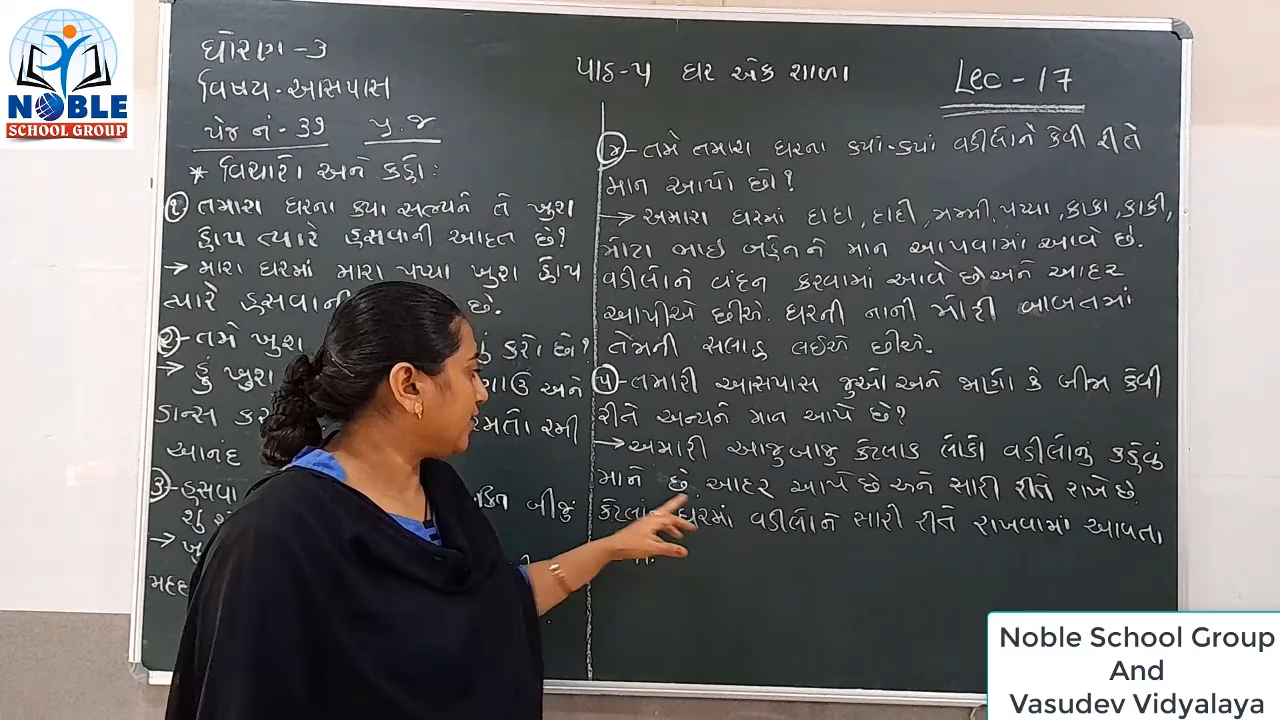 NOBLE
SCHOOL GROUP
ધોરણ - ૩
વિષય - આસપાસ
પેજ નં - ૩૭ પ્ર. જ
* વિચારો અને કહો :
૧ - તમારા ઘરના કયા સભ્યને તે ખુશ
હોય ત્યારે હસવાની આદત છે?
→ મારા ઘરમાં મારા પપ્પા ખુશ હોય
ત્યારે હસવાની છે.
૨ - તમે ખુશ કરો છો?
→ હું ખુશ ગાઉં અને
ડાન્સ રમતો રમી
આનંદ
૩ - હસવા બીજું
શું
→
પાઠ - ૫ ઘર એક શાળા
Lec - 17
૪ - તમે તમારા ઘરના કયાં-કયાં વડીલોને કેવી રીતે
માન આપો છો?
→ અમારા ઘરમાં દાદા, દાદી, મમ્મી, પપ્પા, કાકા, કાકી,
મોટા ભાઇ બહેનને માન આપવામાં આવે છે.
વડીલોને વંદન કરવામાં આવે છે અને આદર
આપીએ છીએ. ઘરની નાની મોટી બાબતમાં
તેમની સલાહ લઈએ છીએ.
૫ - તમારી આસપાસ જુઓ અને જાણો કે બીજા કેવી
રીતે અન્યને માન આપે છે?
→ અમારી આજુબાજુ કેટલાક લોકો વડીલોનું કહેવું
માને છે. આદર આપે છે અને સારી રીતે રાખે છે.
ઘરમાં વડીલોને સારી રીતે રાખવામાં આવતા
Noble School Group
And
Vasudev Vidyalaya